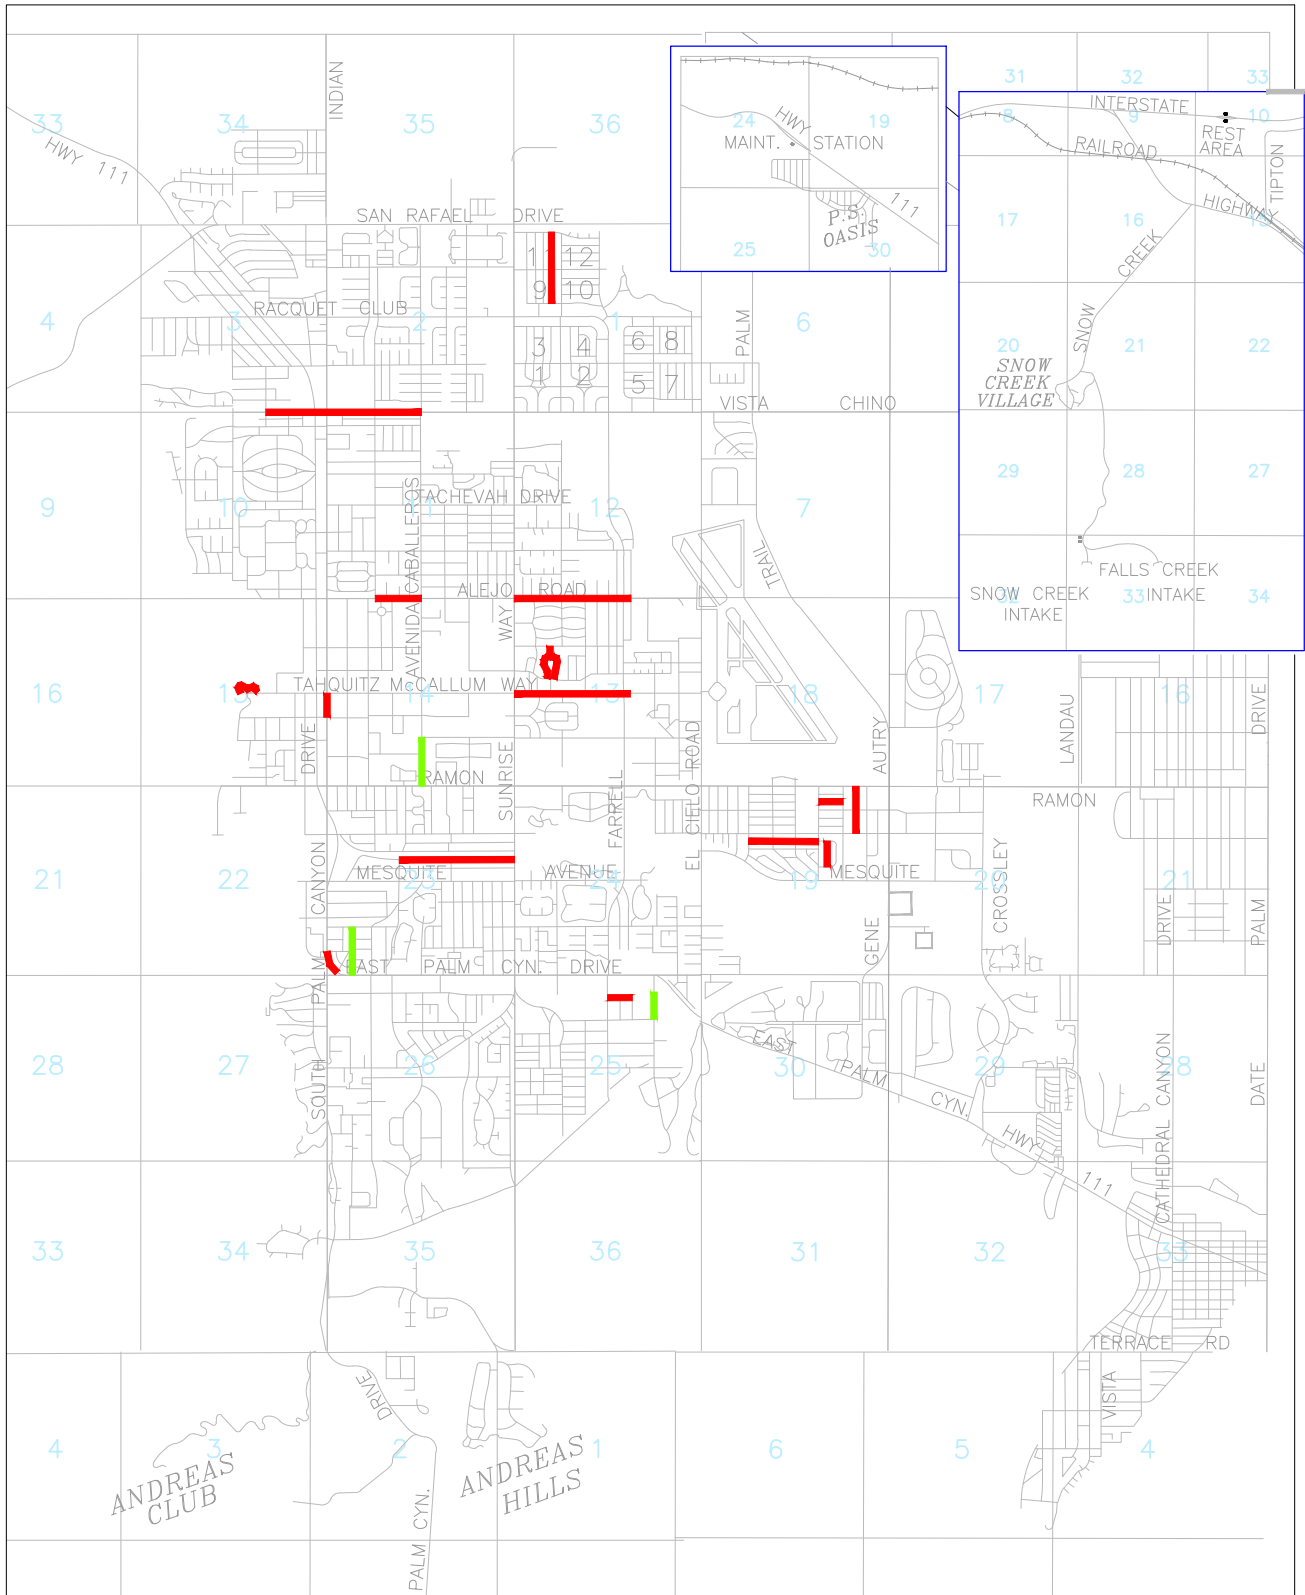 31 32 33
33 34 35 36
INDIAN
HWY 111
24 19
HWY
MAINT. STATION
111
P.S.
OASIS
25 30
INTERSTATE
8 9 10
REST
AREA
RAILROAD
TIPTON
HIGHWAY
17 16 15
CREEK
SNOW
20 21 22
SNOW
CREEK
VILLAGE
29 28 27
FALLS CREEK
INTAKE
SNOW CREEK
INTAKE
32 33 34
SAN RAFAEL DRIVE
11 12
9 10
RACQUET CLUB
4 3 2 1 6
3 4 6 8
1 2 5 7
PALM
VISTA CHINO
9 10 11 12 7
TACHEVAH DRIVE
AVENIDA CABALLEROS
TRAIL
ALEJO ROAD
WAY
TAHQUITZ McCALLUM WAY
16 15 14 13 18 17 16
DRIVE
RAMON
SUNRISE
FARRELL
EL CIELO ROAD
AUTRY
LANDAU
DRIVE
RAMON
CANYON
MESQUITE AVENUE
MESQUITE
21 22 23 24 19 20 21
CROSSLEY
GENE
DRIVE
PALM
PALM
EAST PALM CYN. DRIVE
SOUTH
28 27 26 25 30 29 28
EAST PALM CYN.
HWY 111
CATHEDRAL CANYON
DATE
33 34 35 36 31 32 33
TERRACE RD
DRIVE
VISTA
4 3 2 1 6 5 4
ANDREAS
CLUB
ANDREAS
HILLS
PALM CYN.